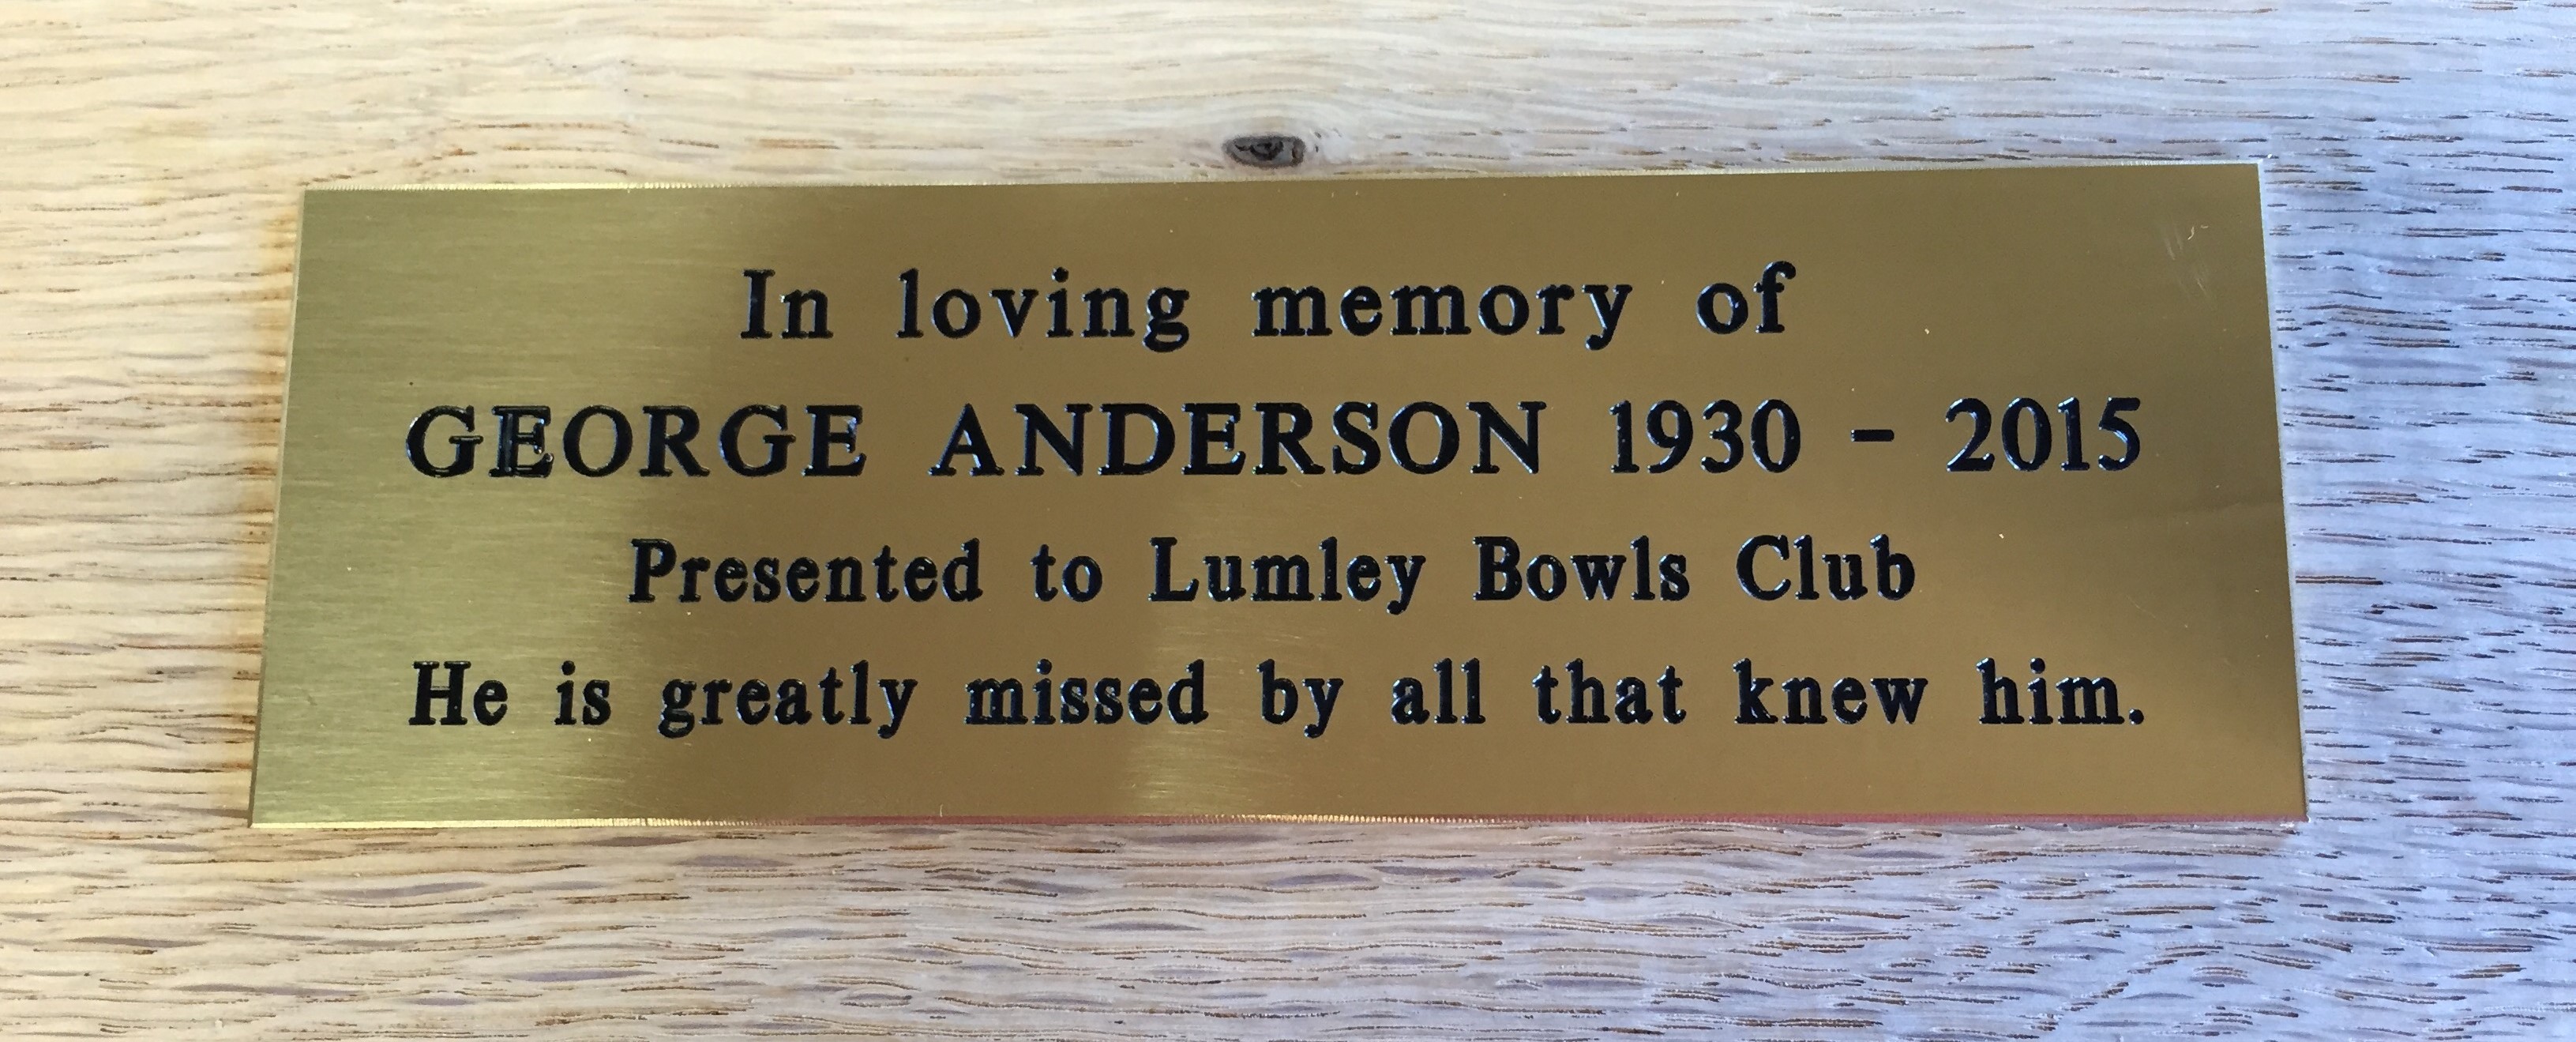 In loving memory of
GEORGE ANDERSON 1930 - 2015
Presented to Lumley Bowls Club
He is greatly missed by all that knew him.